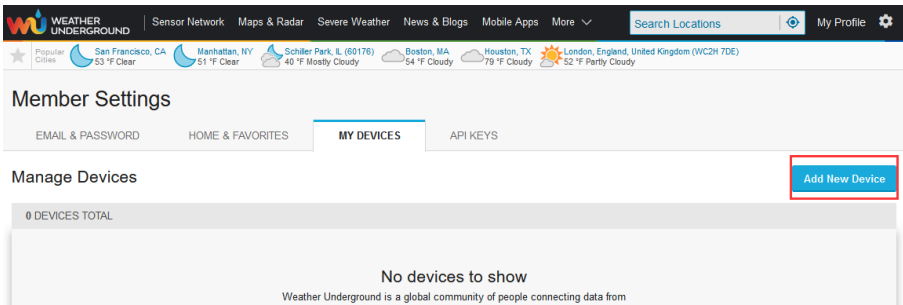 WEATHER UNDERGROUND Sensor Network Maps & Radar Severe Weather News & Blogs Mobile Apps More Search Locations My Profile
Popular Cities San Francisco, CA 53 °F Clear Manhattan, NY 51 °F Clear Schiller Park, IL (60176) 40 °F Mostly Cloudy Boston, MA 54 °F Cloudy Houston, TX 79 °F Cloudy London, England, United Kingdom (WC2H 7DE) 52 °F Partly Cloudy
Member Settings
EMAIL & PASSWORD HOME & FAVORITES MY DEVICES API KEYS
Manage Devices Add New Device
0 DEVICES TOTAL
No devices to show
Weather Underground is a global community of people connecting data from